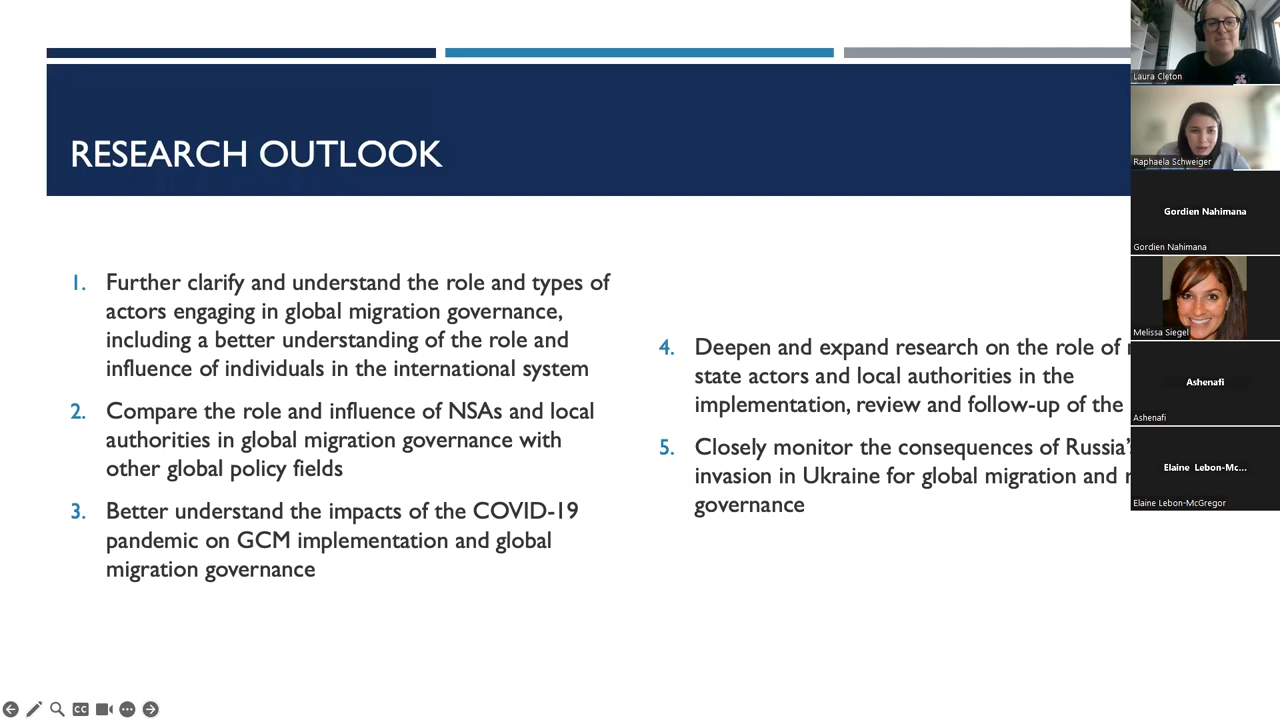 RESEARCH OUTLOOK
1. Further clarify and understand the role and types of
actors engaging in global migration governance,
including a better understanding of the role and
influence of individuals in the international system
2. Compare the role and influence of NSAs and local
authorities in global migration governance with
other global policy fields
3. Better understand the impacts of the COVID-19
pandemic on GCM implementation and global
migration governance
4. Deepen and expand research on the role of
state actors and local authorities in the
implementation, review and follow-up of the
5. Closely monitor the consequences of Russia’
invasion in Ukraine for global migration and
governance
Laura Cleton
Raphaela Schweiger
Gordien Nahimana
Gordien Nahimana
Melissa Siegel
Ashenafi
Ashenafi
Elaine Lebon-Mc...
Elaine Lebon-McGregor
CC